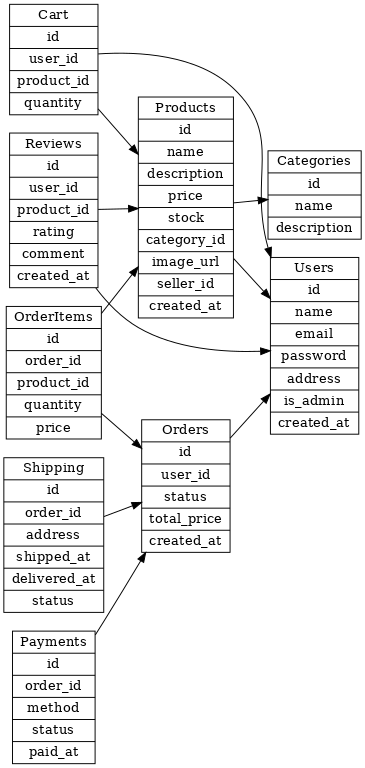 Cart
id
user_id
product_id
quantity
Reviews
id
user_id
product_id
rating
comment
created_at
OrderItems
id
order_id
product_id
quantity
price
Shipping
id
order_id
address
shipped_at
delivered_at
status
Payments
id
order_id
method
status
paid_at
Products
id
name
description
price
stock
category_id
image_url
seller_id
created_at
Orders
id
user_id
status
total_price
created_at
Categories
id
name
description
Users
id
name
email
password
address
is_admin
created_at